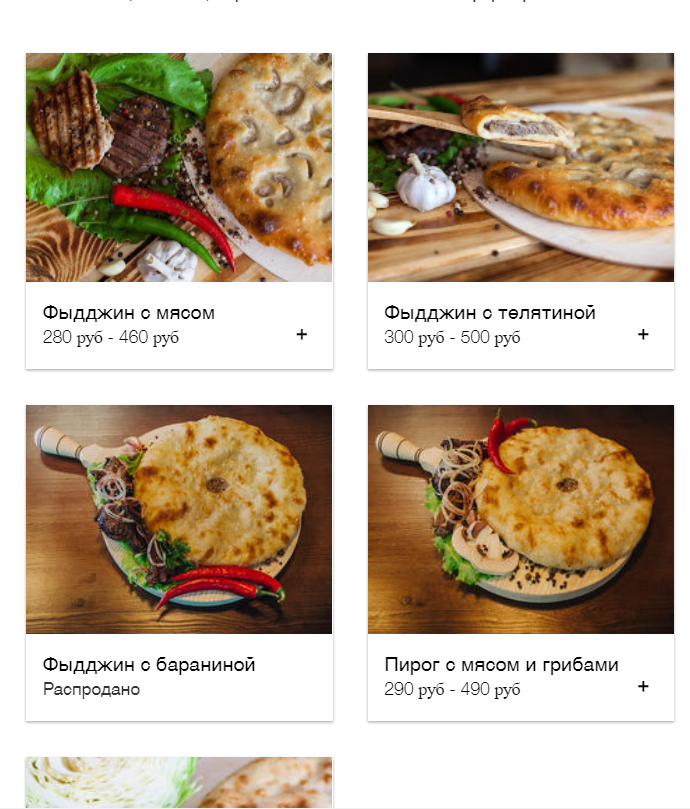 Фыдджин с мясом
280 руб - 460 руб
+
Фыдджин с телятиной
300 руб - 500 руб
+
Фыдджин с бараниной
Распродано
Пирог с мясом и грибами
290 руб - 490 руб
+